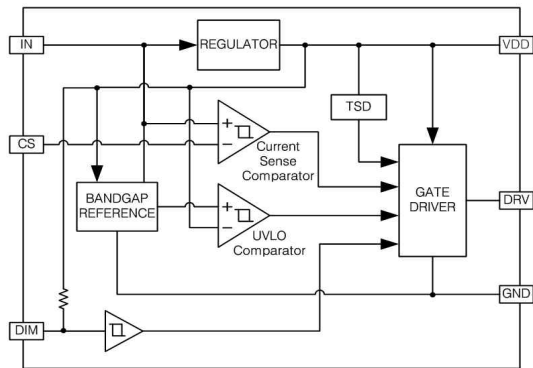 IN
REGULATOR
VDD
TSD
CS
+
−
Current
Sense
Comparator
BANDGAP
REFERENCE
+
−
UVLO
Comparator
GATE
DRIVER
DRV
GND
DIM